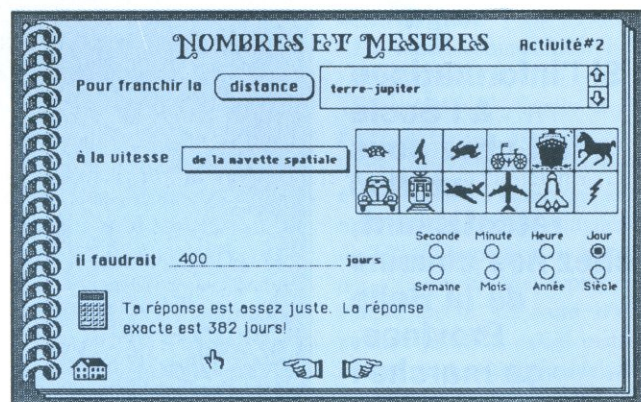 NOMBRES ET MESURES
Activité#2
Pour franchir la distance terre-jupiter
à la vitesse de la navette spatiale
Seconde Minute Heure Jour
il faudrait 400 jours
Semaine Mois Année Siècle
Ta réponse est assez juste. La réponse
exacte est 382 jours!